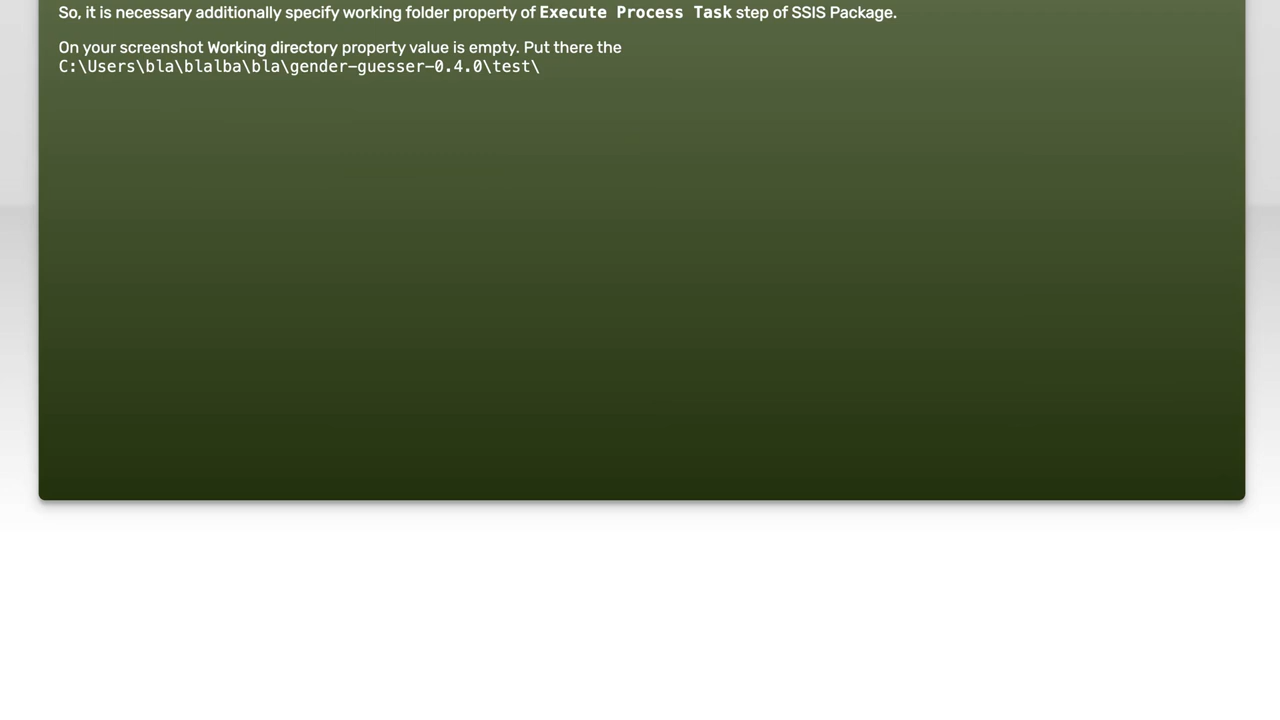 So, it is necessary additionally specify working folder property of Execute Process Task step of SSIS Package.
On your screenshot Working directory property value is empty. Put there the
C:\Users\bla\blalba\bla\gender-guesser-0.4.0\test\